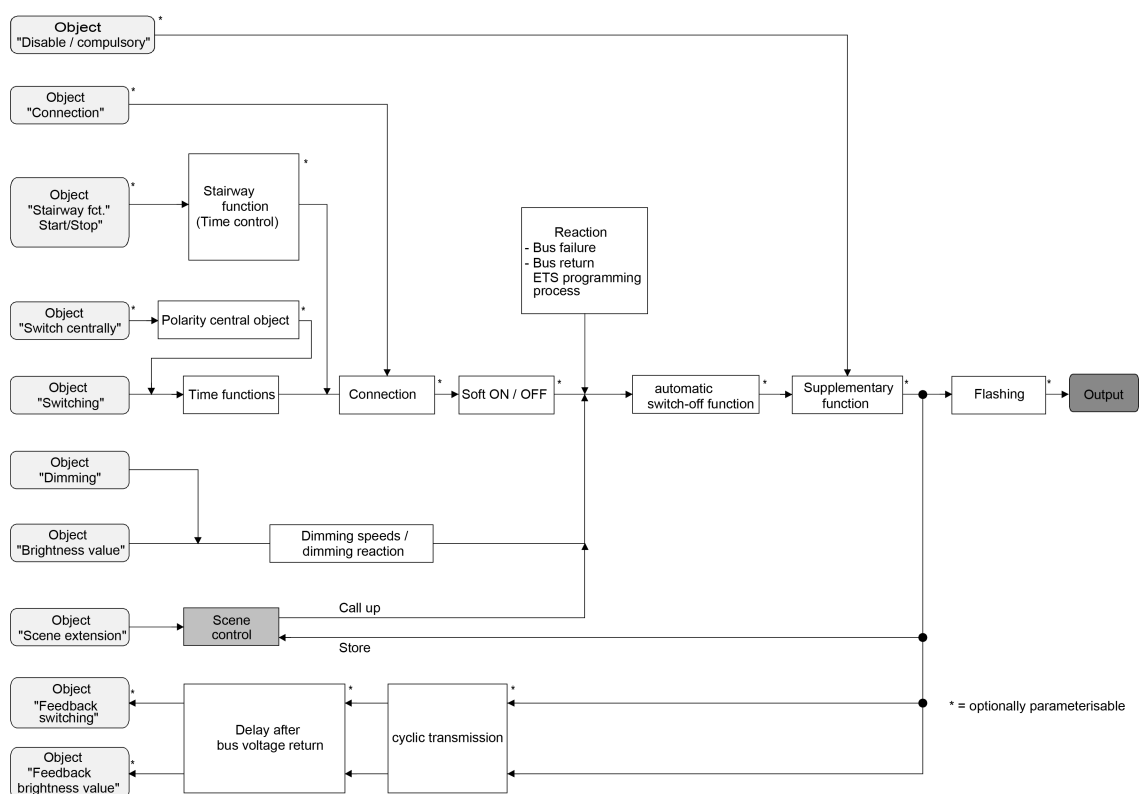 Object
"Disable / compulsory"
*
Object
"Connection"
*
Object
"Stairway fct."
Start/Stop"
*
Stairway
function
(Time control)
*
Reaction
- Bus failure
- Bus return
ETS programming
process
Object
"Switch centrally"
*
Polarity central object
*
Object
"Switching"
Time functions
Connection
*
Soft ON / OFF
*
automatic
switch-off function
*
Supplementary
function
*
Flashing
*
Output
Object
"Dimming"
Object
"Brightness value"
Dimming speeds /
dimming reaction
Object
"Scene extension"
Scene
control
Call up
Store
Object
"Feedback
switching"
*
Delay after
bus voltage return
*
cyclic transmission
*
* = optionally parameterisable
Object
"Feedback
brightness value"
*